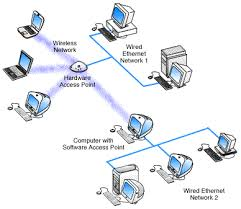 Wireless
Network
Wired
Ethernet
Network 1
Hardware
Access Point
Computer with
Software Access Point
Wired Ethernet
Network 2